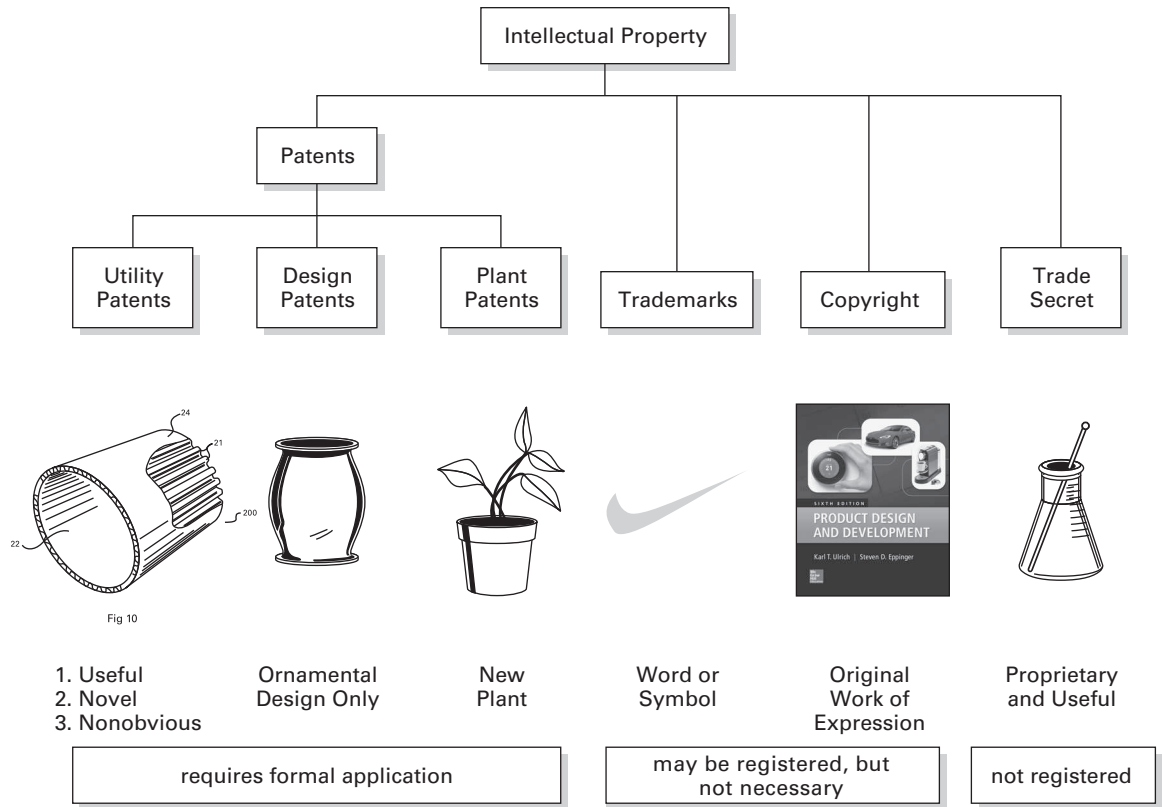 Intellectual Property
Patents
Utility
Patents
Design
Patents
Plant
Patents
Trademarks
Copyright
Trade
Secret
24
21
200
22
Fig 10
21
SIXTH EDITION
PRODUCT DESIGN
AND DEVELOPMENT
Karl T. Ulrich | Steven D. Eppinger
1. Useful
2. Novel
3. Nonobvious
Ornamental
Design Only
New
Plant
Word or
Symbol
Original
Work of
Expression
Proprietary
and Useful
requires formal application
may be registered, but
not necessary
not registered